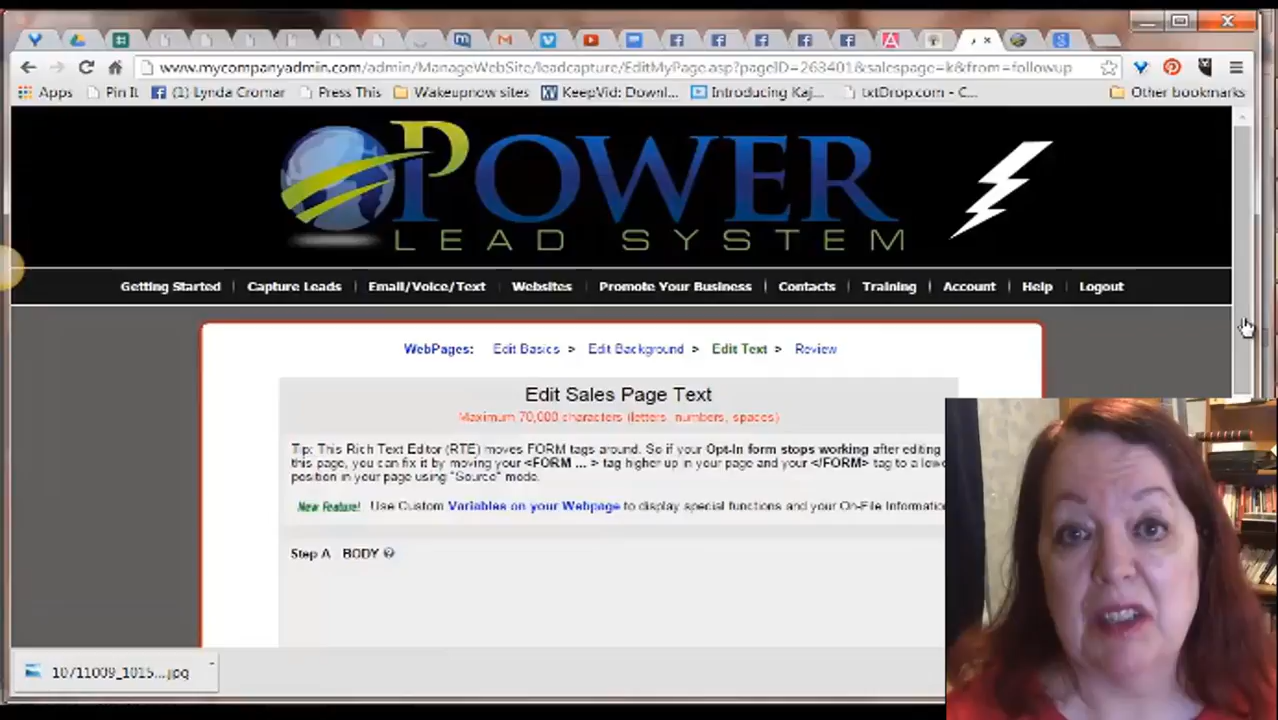 www.mycompanyadmin.com/admin/ManageWebSite/leadcapture/EditMyPage.asp?pageID=263401&salespage=k&from=followup
Apps Pin It (1) Lynda Cromar Press This Wakeupnow sites KeepVid: Downl... Introducing Kaj... txtDrop.com - C... Other bookmarks
POWER
LEAD SYSTEM
Getting Started Capture Leads Email/Voice/Text Websites Promote Your Business Contacts Training Account Help Logout
WebPages: Edit Basics > Edit Background > Edit Text > Review
Edit Sales Page Text
Maximum 70,000 characters (letters, numbers, spaces)
Tip: This Rich Text Editor (RTE) moves FORM tags around. So if your Opt-In form stops working after editing
this page, you can fix it by moving your <FORM ... > tag higher up in your page and your </FORM> tag to a lowe
position in your page using "Source" mode.
New Feature! Use Custom Variables on your Webpage to display special functions and your On-File Informatio
Step A BODY
10711009_1015...jpg